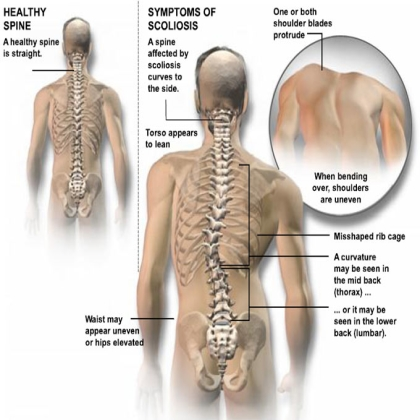 HEALTHY
SPINE
A healthy spine
is straight.
SYMPTOMS OF
SCOLIOSIS
A spine
affected by
scoliosis
curves to
the side.
Torso appears
to lean
One or both
shoulder blades
protrude
When bending
over, shoulders
are uneven
Misshaped rib cage
A curvature
may be seen in
the mid back
(thorax) ...
... or it may be
seen in the lower
back (lumbar).
Waist may
appear uneven
or hips elevated